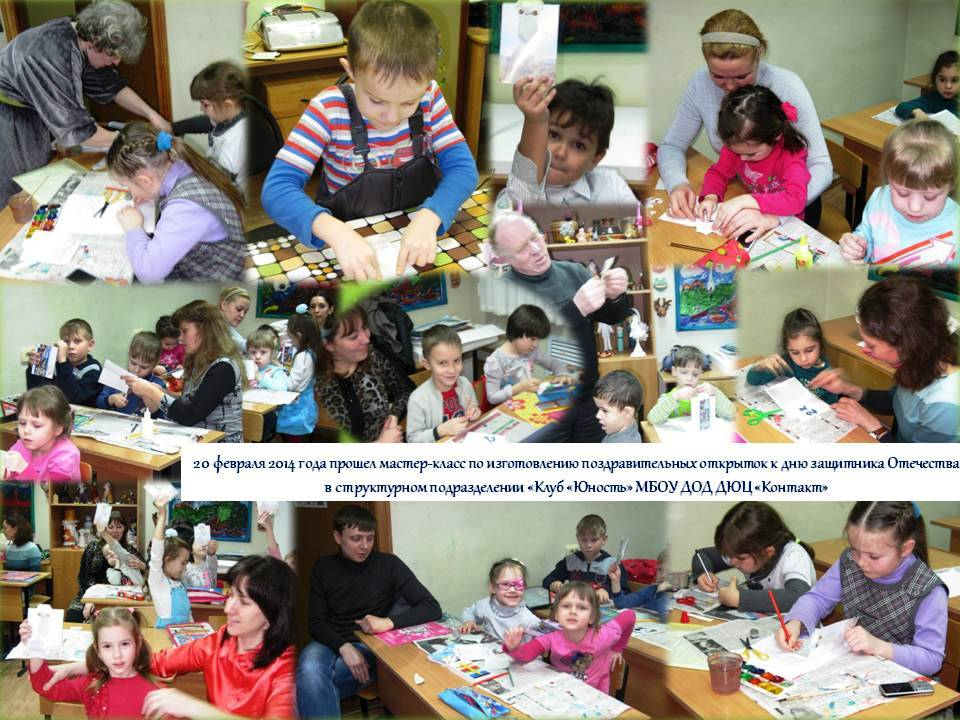 20 февраля 2014 года прошел мастер-класс по изготовлению поздравительных открыток к дню защитника Отечества
в структурном подразделении «Клуб «Юность» МБОУ ДОД ДЮЦ «Контакт»